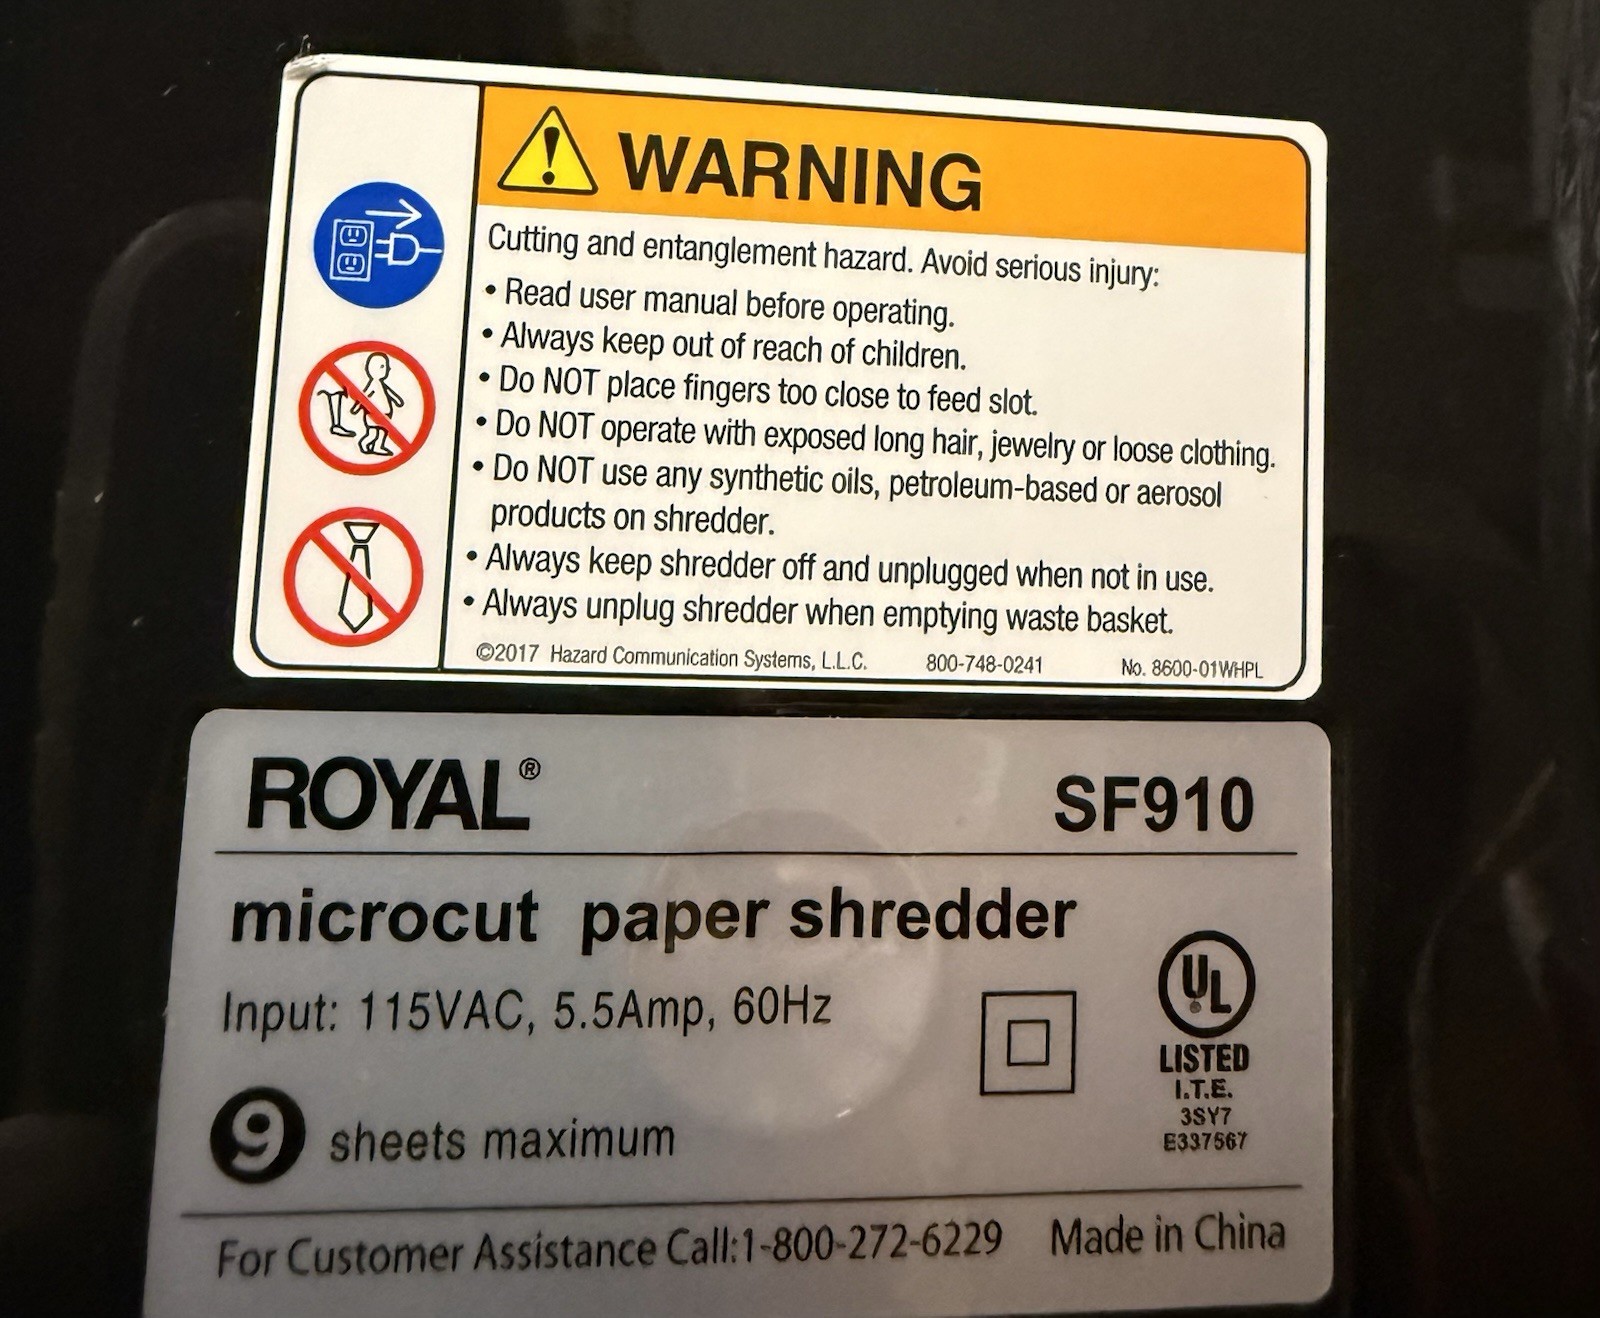 WARNING
Cutting and entanglement hazard. Avoid serious injury:
• Read user manual before operating.
• Always keep out of reach of children.
• Do NOT place fingers too close to feed slot.
• Do NOT operate with exposed long hair, jewelry or loose clothing.
• Do NOT use any synthetic oils, petroleum-based or aerosol
products on shredder.
• Always keep shredder off and unplugged when not in use.
• Always unplug shredder when emptying waste basket.
©2017 Hazard Communication Systems, L.L.C. 800-748-0241 No. 8600-01WHPL
ROYAL® SF910
microcut paper shredder
Input: 115VAC, 5.5Amp, 60Hz
UL
LISTED
I.T.E.
3SY7
E337567
9 sheets maximum
For Customer Assistance Call:1-800-272-6229 Made in China